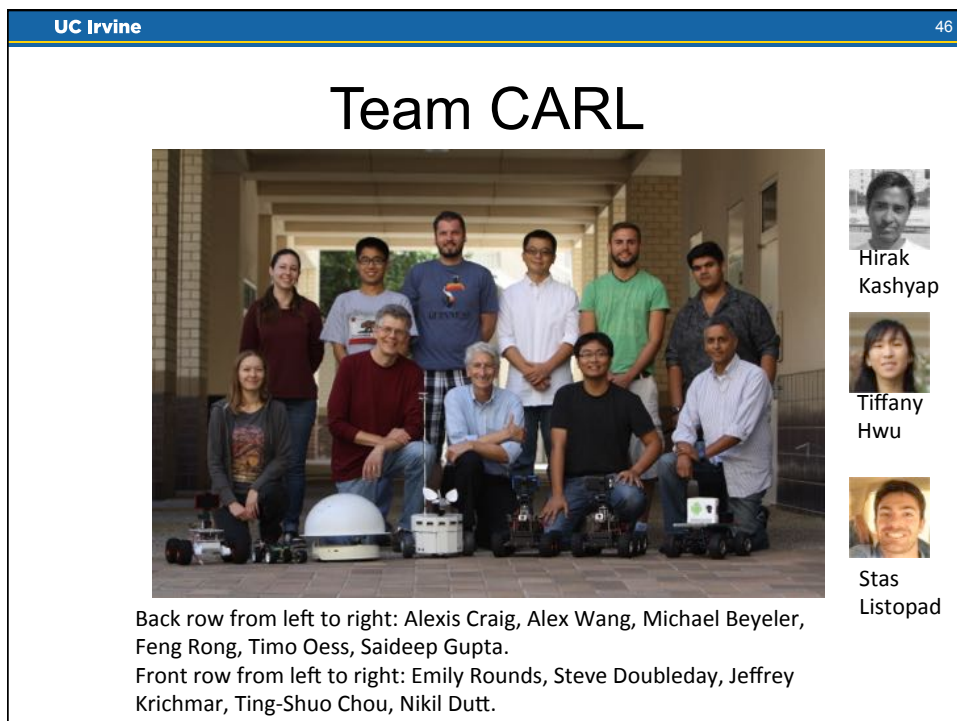 UC Irvine
46
Team CARL
GUINNESS
Hirak
Kashyap
Tiffany
Hwu
Stas
Listopad
Back row from left to right: Alexis Craig, Alex Wang, Michael Beyeler,
Feng Rong, Timo Oess, Saideep Gupta.
Front row from left to right: Emily Rounds, Steve Doubleday, Jeffrey
Krichmar, Ting-Shuo Chou, Nikil Dutt.